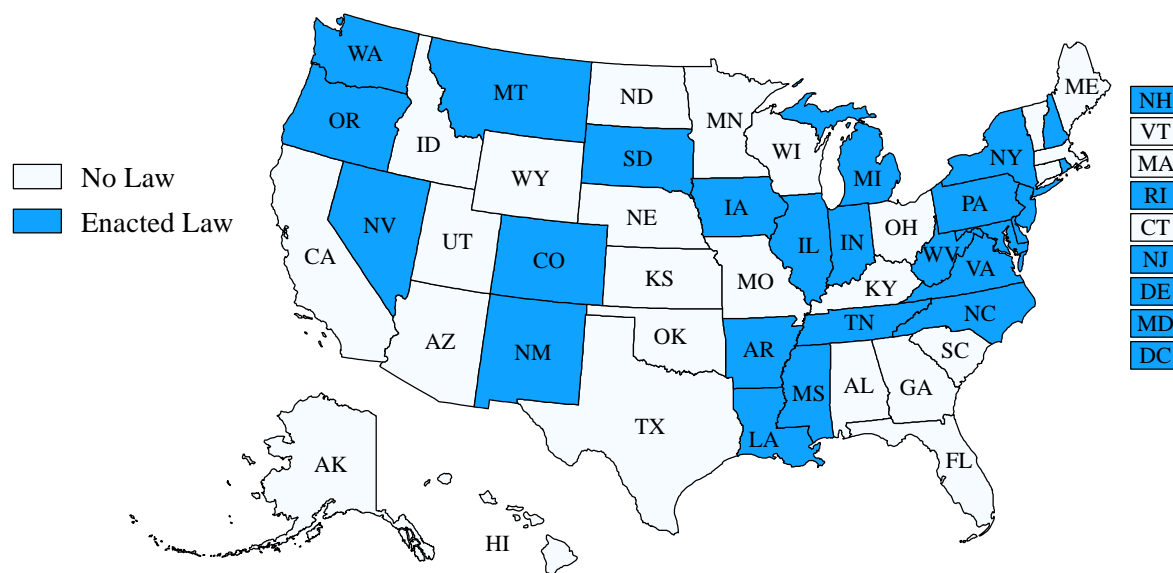 WA
MT
ND
MN
ME
OR
ID
SD
WI
MI
NY
NH
VT
MA
RI
CT
NJ
DE
MD
DC
No Law
Enacted Law
WY
NE
IA
PA
NV
UT
CO
IL
IN
OH
WV
VA
CA
KS
MO
KY
AZ
NM
OK
AR
TN
NC
SC
MS
AL
GA
TX
LA
FL
AK
HI